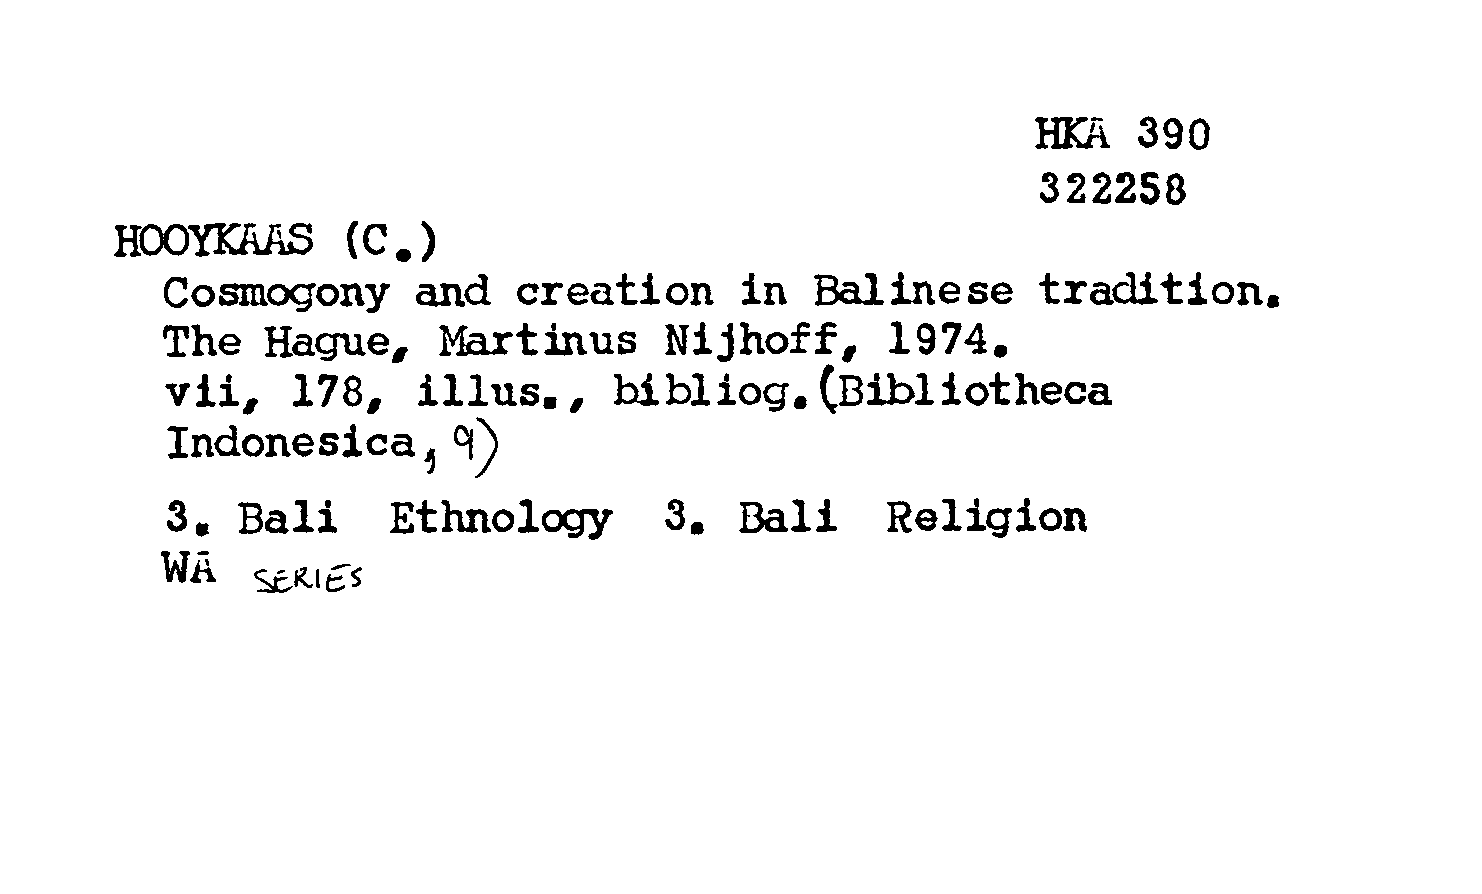 HKA 390
322258
HOOYKAAS (C.)
Cosmogony and creation in Balinese tradition.
The Hague, Martinus Nijhoff, 1974.
vii, 178, illus., bibliog.(Bibliotheca
Indonesica, 9)
3. Bali Ethnology 3. Bali Religion
WA SERIES